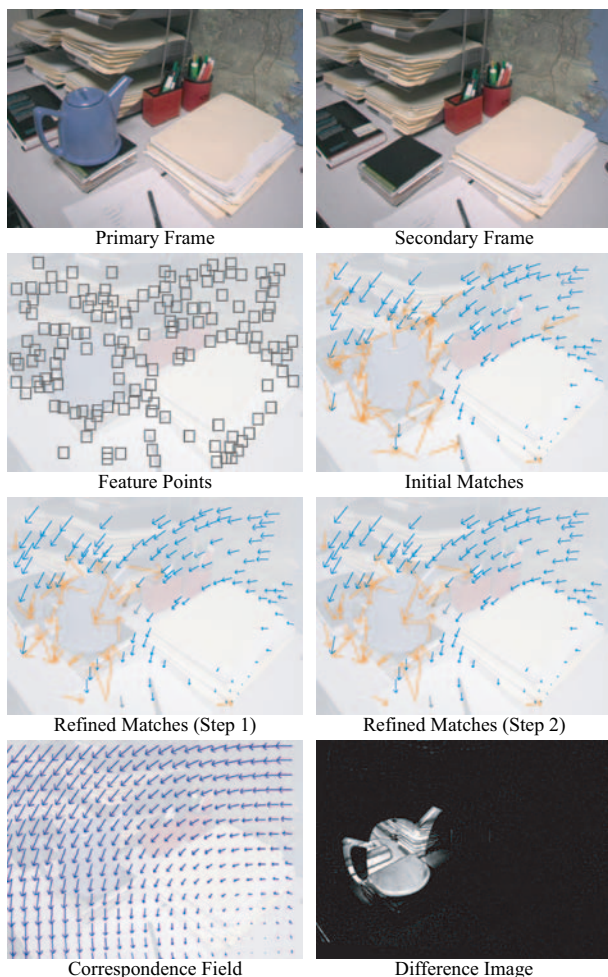 Primary Frame
Secondary Frame
Feature Points
Initial Matches
Refined Matches (Step 1)
Refined Matches (Step 2)
Correspondence Field
Difference Image